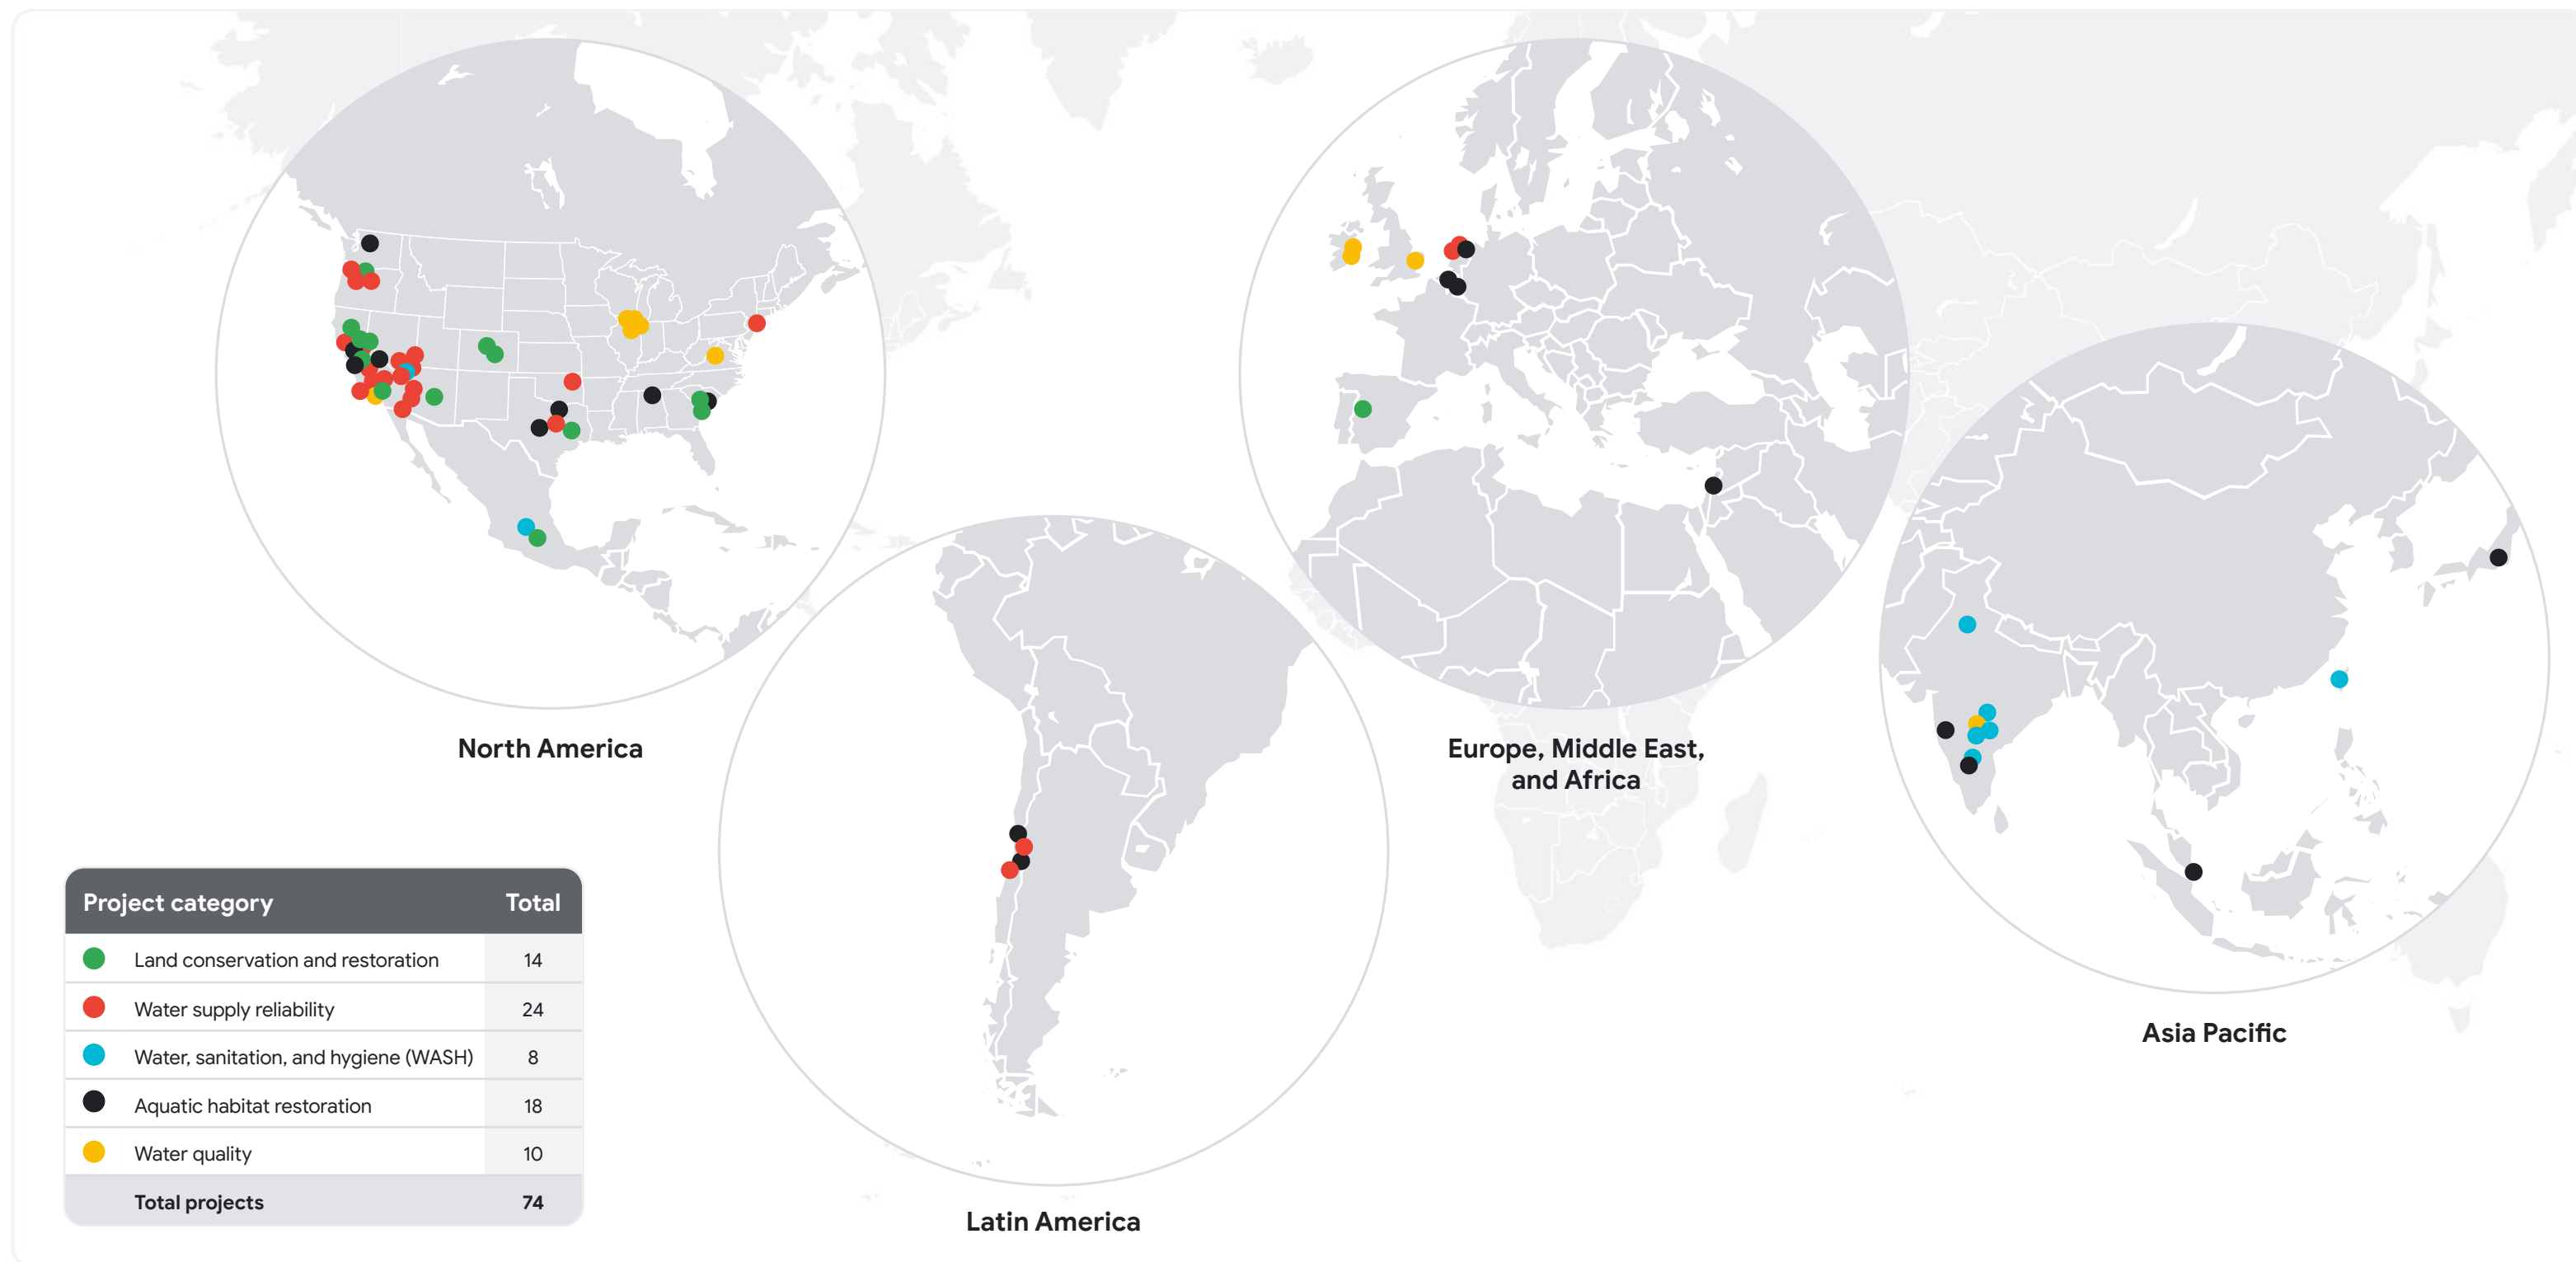 North America
Europe, Middle East,
and Africa
Latin America
Asia Pacific
Project category Total
Land conservation and restoration 14
Water supply reliability 24
Water, sanitation, and hygiene (WASH) 8
Aquatic habitat restoration 18
Water quality 10
Total projects 74